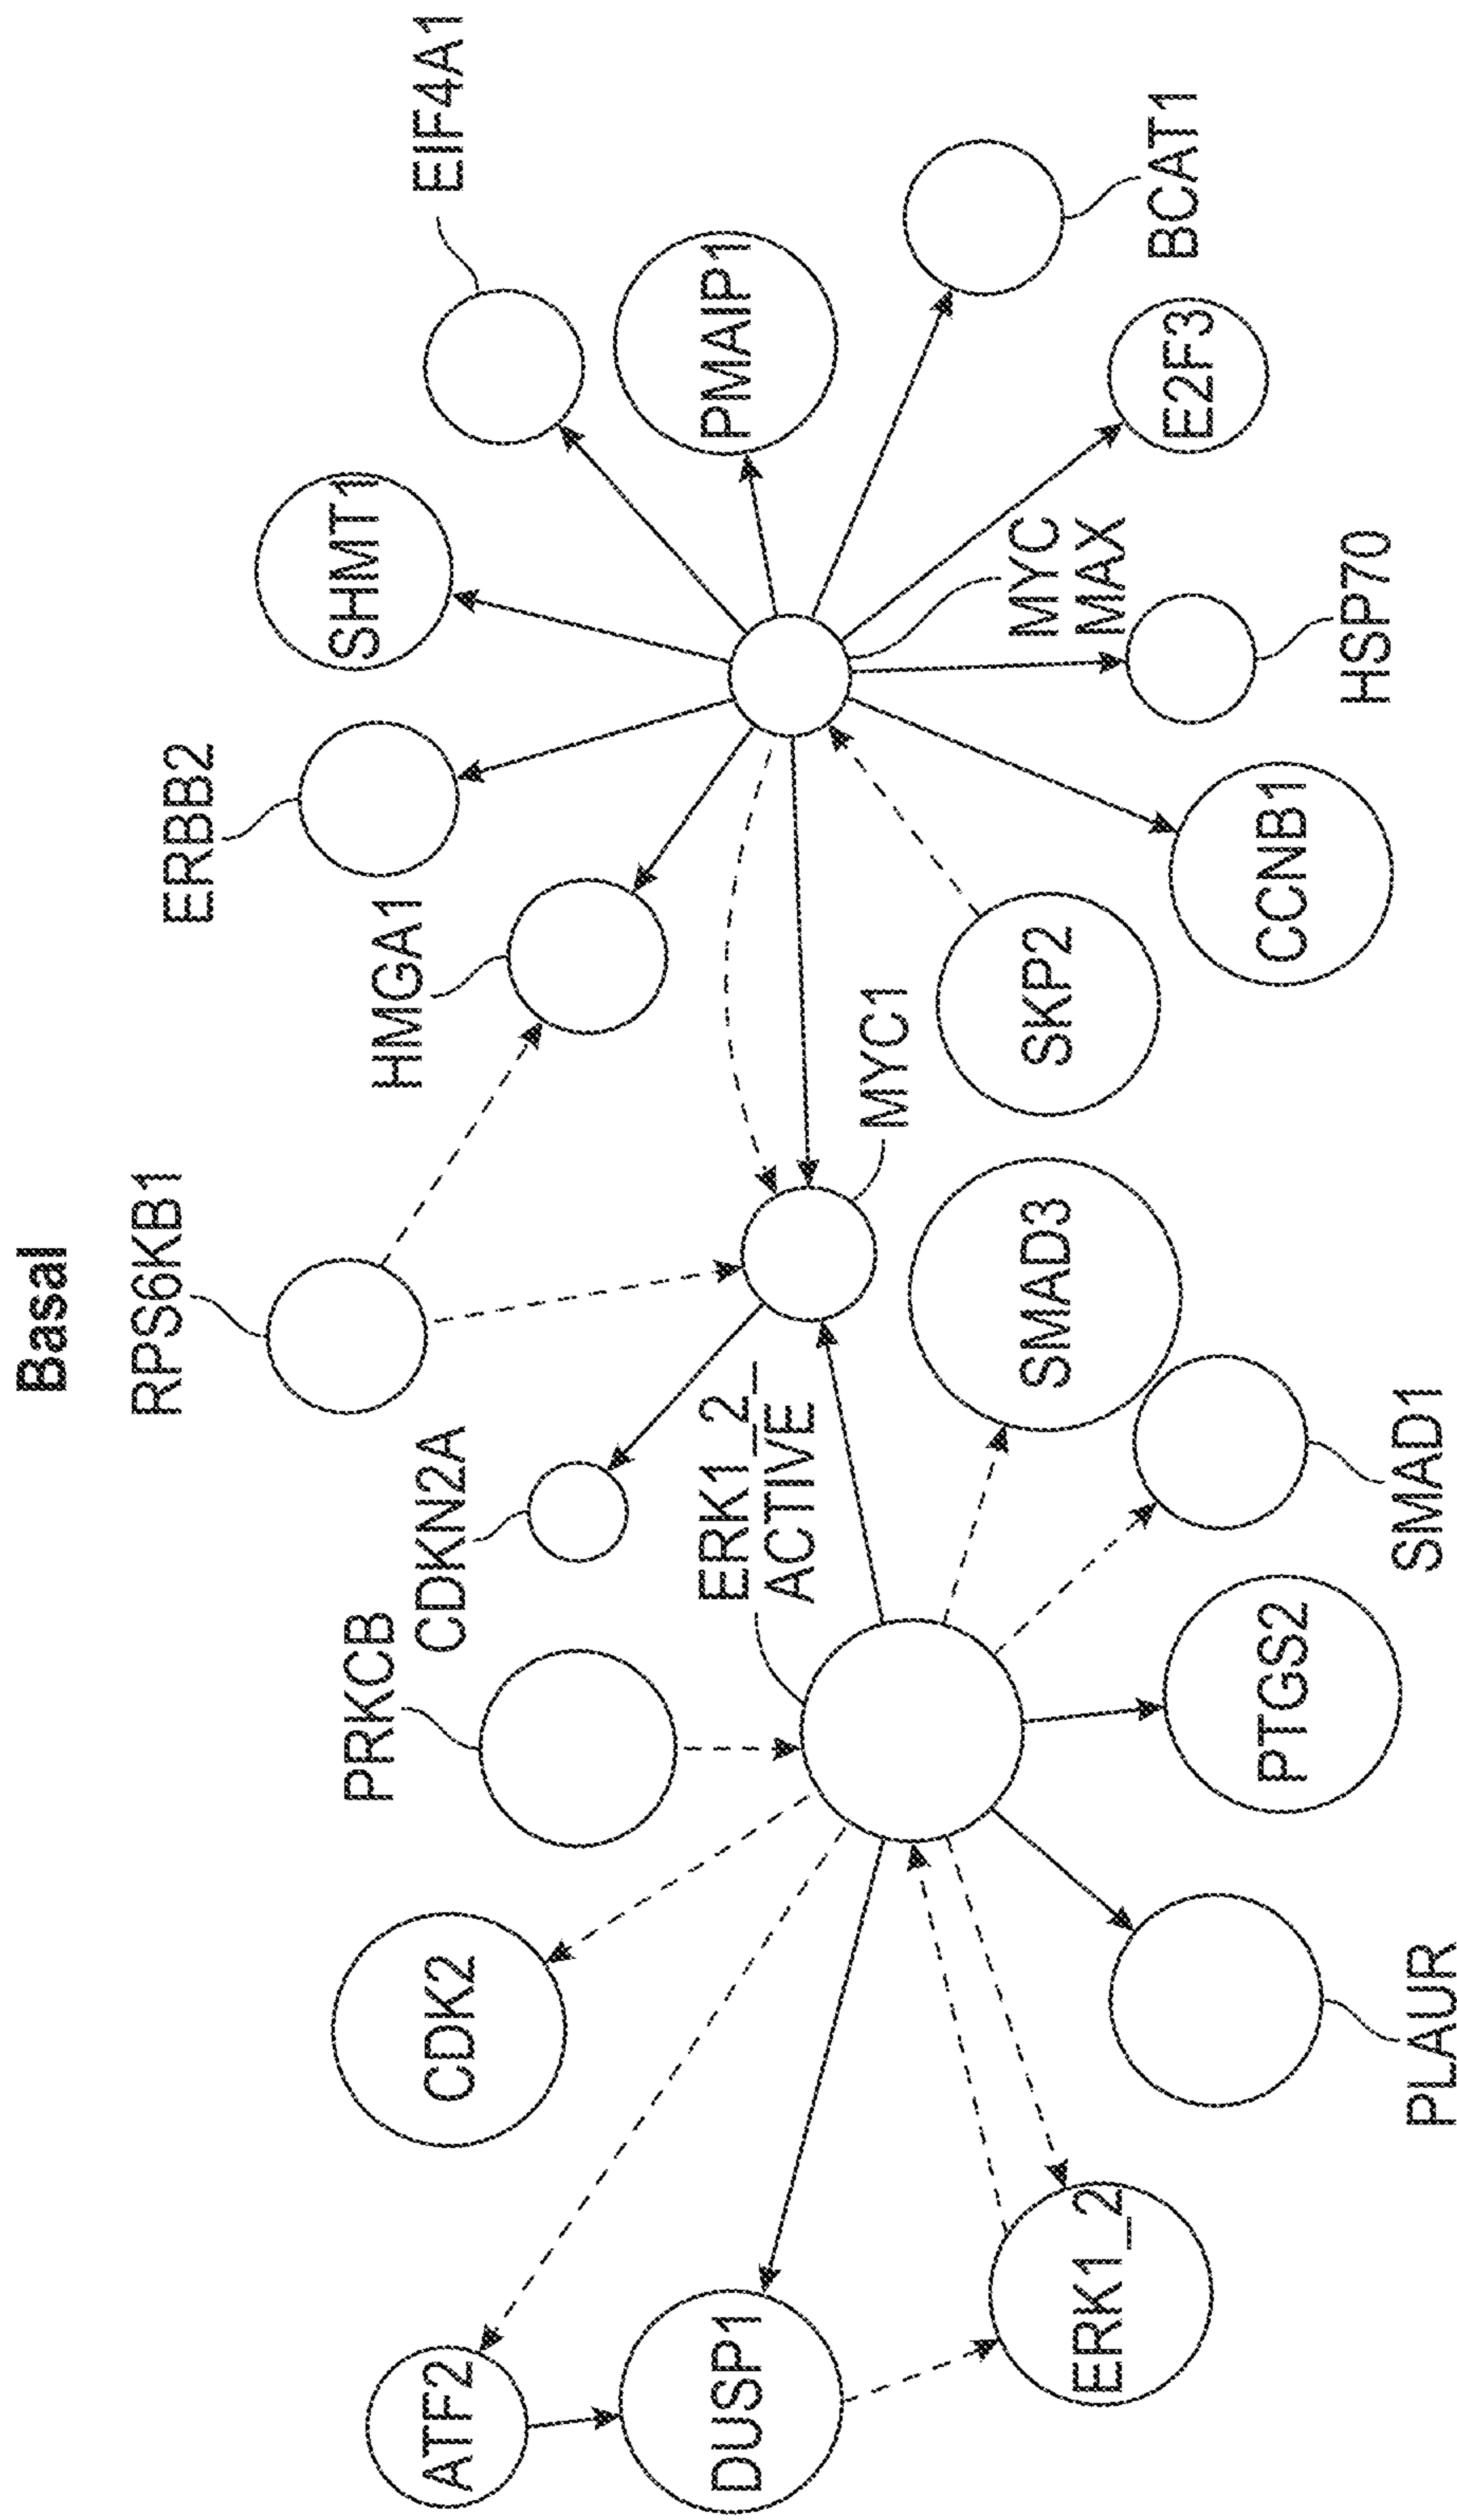 Basal
RPS6KB1
ERBB2
SHMT1
EIF4A1
PRKCB
CDKN2A
HMGA1
CDK2
ATF2
PMAIP1
DUSP1
ERK1_2_
ACTIVE
MYC1
MYC
MAX
BCAT1
SMAD3
SKP2
E2F3
ERK1_2
PTGS2
CCNB1
HSP70
PLAUR
SMAD1